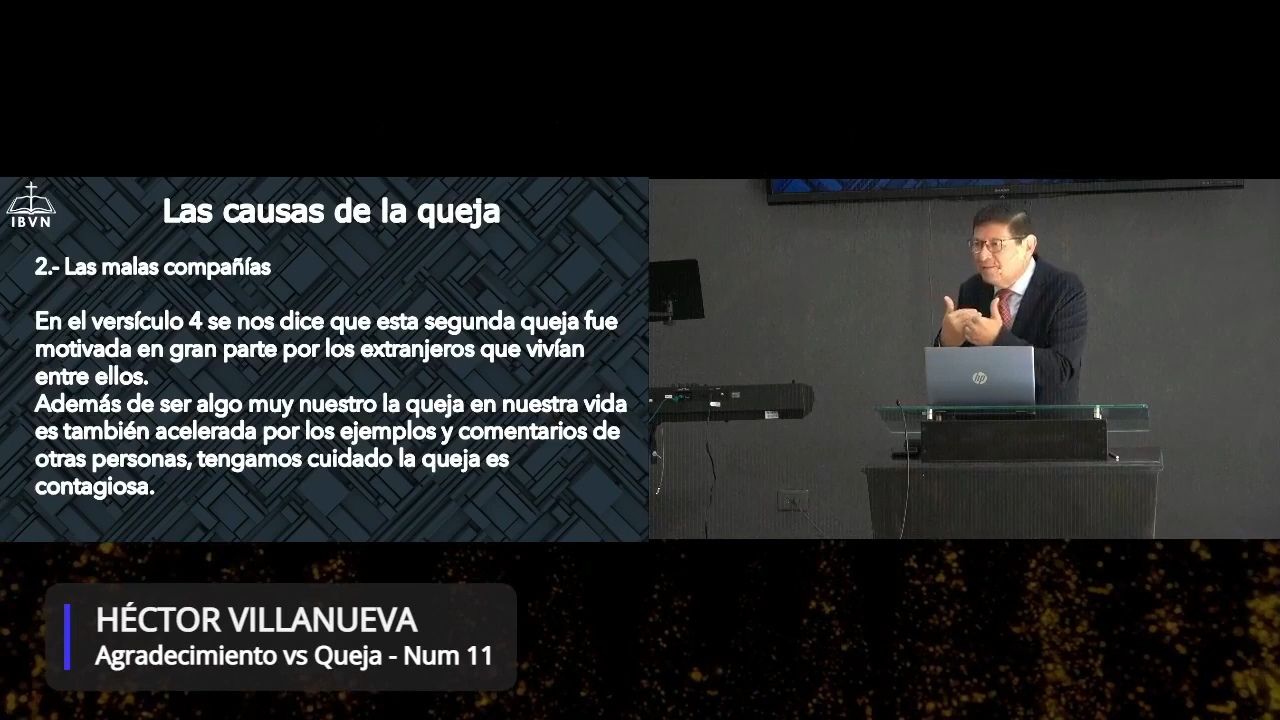 IBVN
Las causas de la queja
2.- Las malas compañías
En el versículo 4 se nos dice que esta segunda queja fue
motivada en gran parte por los extranjeros que vivían
entre ellos.
Además de ser algo muy nuestro la queja en nuestra vida
es también acelerada por los ejemplos y comentarios de
otras personas, tengamos cuidado la queja es
contagiosa.
hp
HÉCTOR VILLANUEVA
Agradecimiento vs Queja - Num 11